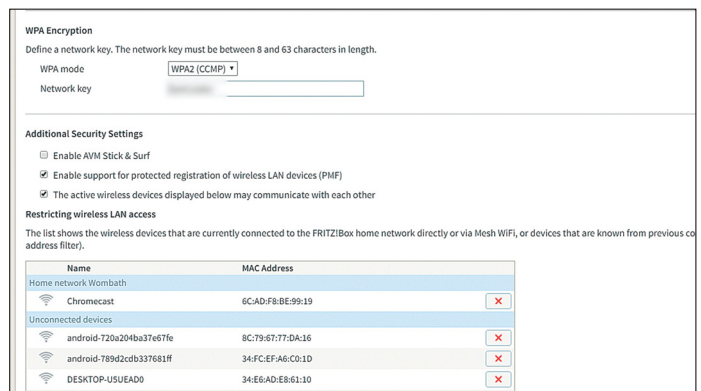 WPA Encryption
Define a network key. The network key must be between 8 and 63 characters in length.
WPA mode WPA2 (CCMP)
Network key
Additional Security Settings
Enable AVM Stick & Surf
Enable support for protected registration of wireless LAN devices (PMF)
The active wireless devices displayed below may communicate with each other
Restricting wireless LAN access
The list shows the wireless devices that are currently connected to the FRITZ!Box home network directly or via Mesh WiFi, or devices that are known from previous co
address filter).
Name MAC Address
Home network Wombath
Chromecast 6C:AD:F8:BE:99:19
Unconnected devices
android-720a204ba37e67fe 8C:79:67:77:DA:16
android-789d2cdb337681ff 34:FC:EF:A6:C0:1D
DESKTOP-U5UEAD0 34:E6:AD:E8:61:10